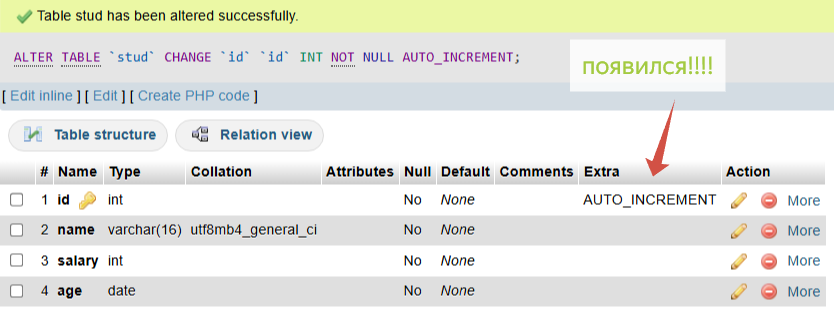 Table stud has been altered successfully.
ALTER TABLE `stud` CHANGE `id` `id` INT NOT NULL AUTO_INCREMENT;
появился!!!!
[ Edit inline ] [ Edit ] [ Create PHP code ]
Table structure Relation view
# Name Type Collation Attributes Null Default Comments Extra Action
1 id int No None AUTO_INCREMENT More
2 name varchar(16) utf8mb4_general_ci No None More
3 salary int No None More
4 age date No None More